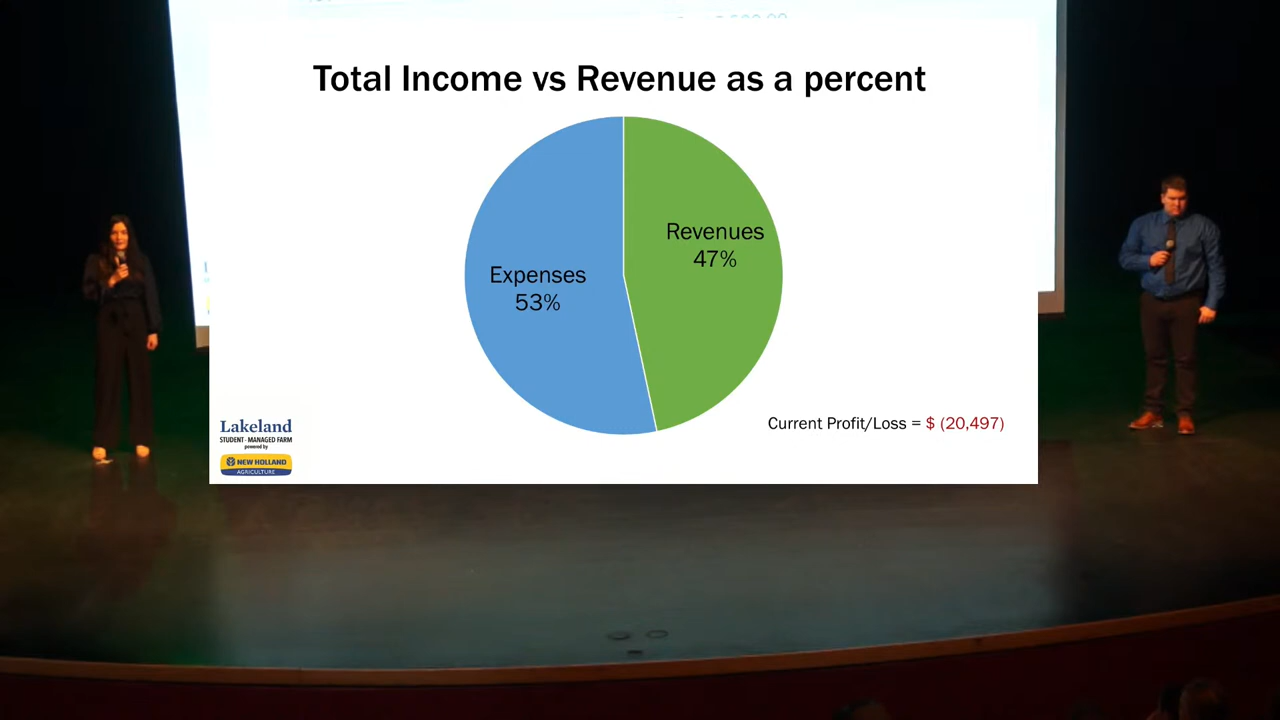 Total Income vs Revenue as a percent
Revenues
47%
Expenses
53%
Current Profit/Loss = $ (20,497)
Lakeland
STUDENT-MANAGED FARM
powered by
NEW HOLLAND
AGRICULTURE